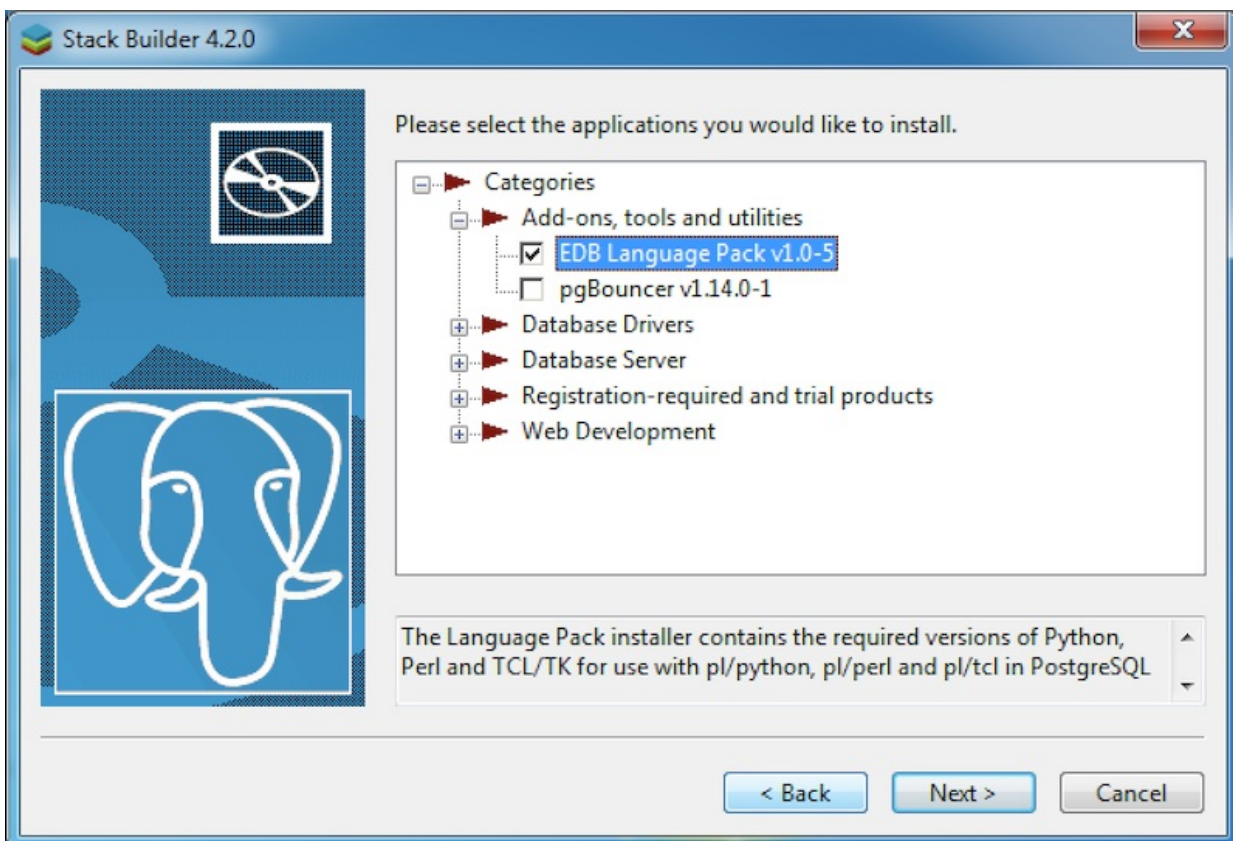 Stack Builder 4.2.0
Please select the applications you would like to install.
Categories
Add-ons, tools and utilities
EDB Language Pack v1.0-5
pgBouncer v1.14.0-1
Database Drivers
Database Server
Registration-required and trial products
Web Development
The Language Pack installer contains the required versions of Python,
Perl and TCL/TK for use with pl/python, pl/perl and pl/tcl in PostgreSQL
< Back
Next >
Cancel